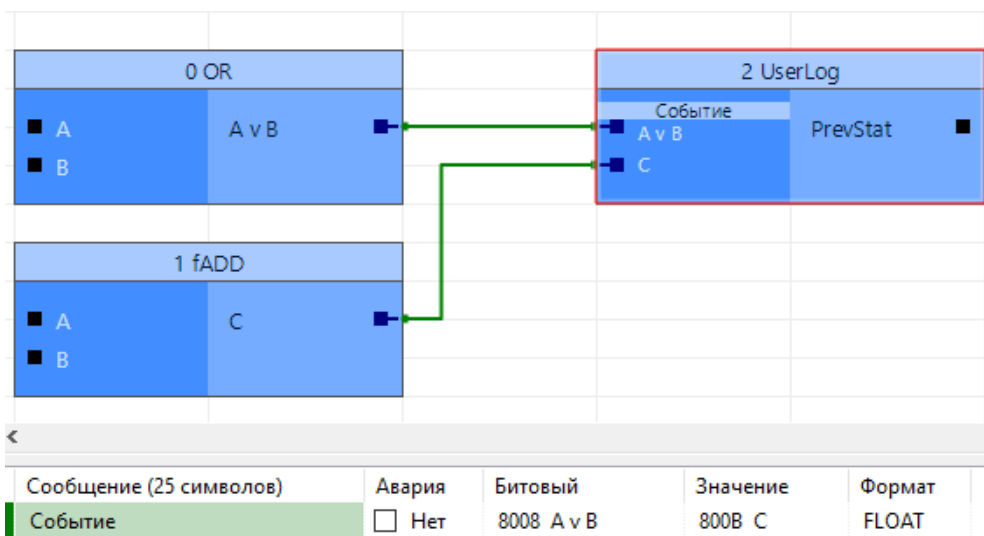 0 OR
A
A v B
B
1 fADD
A
C
B
2 UserLog
Событие
A v B
PrevStat
C
Сообщение (25 символов) Авария Битовый Значение Формат
Событие Нет 8008 A v B 800B C FLOAT